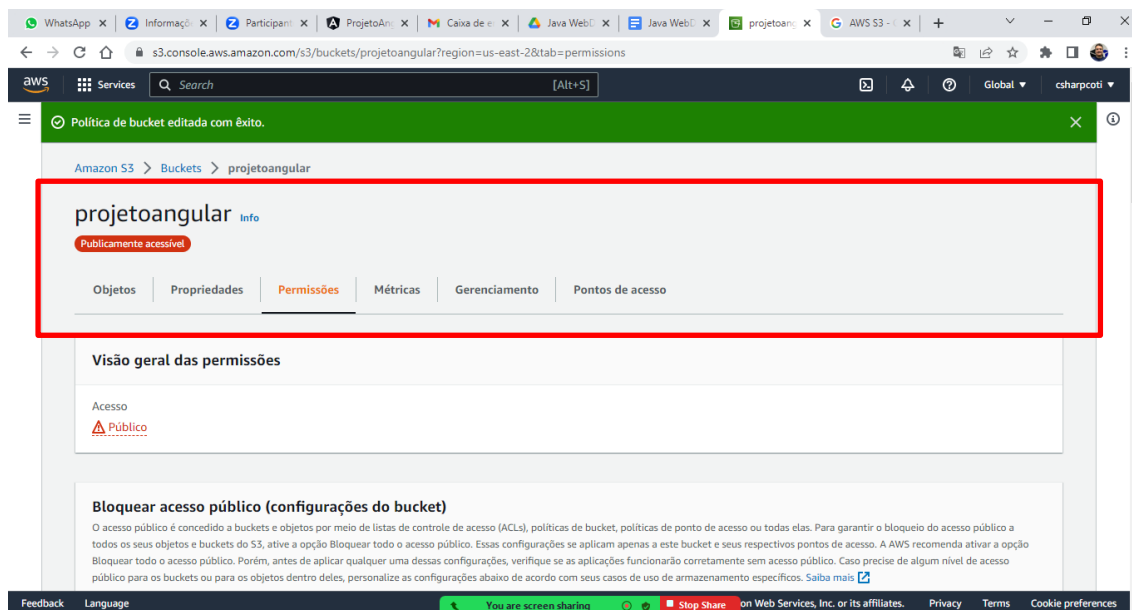 WhatsApp
Informaçõ
Participan
ProjetoAng
Caixa de e
Java WebD
Java WebD
projetoang
AWS S3 - G
s3.console.aws.amazon.com/s3/buckets/projetoangular?region=us-east-2&tab=permissions
aws Services Search [Alt+S] Global csharpcoti
Política de bucket editada com êxito.
Amazon S3 > Buckets > projetoangular
projetoangular Info
Publicamente acessível
Objetos Propriedades Permissões Métricas Gerenciamento Pontos de acesso
Visão geral das permissões
Acesso
Público
Bloquear acesso público (configurações do bucket)
O acesso público é concedido a buckets e objetos por meio de listas de controle de acesso (ACLs), políticas de bucket, políticas de ponto de acesso ou todas elas. Para garantir o bloqueio do acesso público a
todos os seus objetos e buckets do S3, ative a opção Bloquear todo o acesso público. Essas configurações se aplicam apenas a este bucket e seus respectivos pontos de acesso. A AWS recomenda ativar a opção
Bloquear todo o acesso público. Porém, antes de aplicar qualquer uma dessas configurações, verifique se as aplicações funcionarão corretamente sem acesso público. Caso precise de algum nível de acesso
público para os buckets ou para os objetos dentro deles, personalize as configurações abaixo de acordo com seus casos de uso de armazenamento específicos. Saiba mais
Feedback Language You are screen sharing Stop Share on Web Services, Inc. or its affiliates. Privacy Terms Cookie preferences